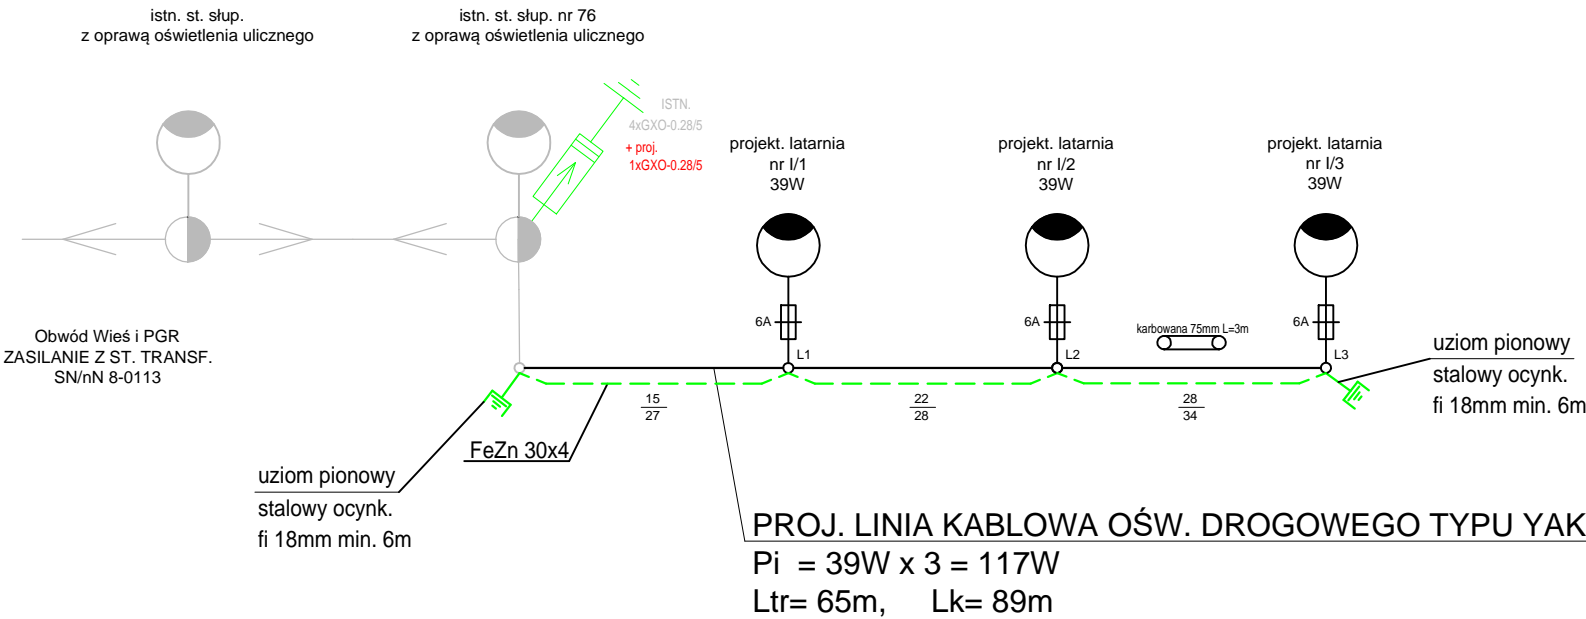 istn. st. słup.
z oprawą oświetlenia ulicznego
istn. st. słup. nr 76
z oprawą oświetlenia ulicznego
ISTN.
4xGXO-0.28/5
+ proj.
1xGXO-0.28/5
projekt. latarnia
nr I/1
39W
projekt. latarnia
nr I/2
39W
projekt. latarnia
nr I/3
39W
6A
6A
6A
karbowana 75mm L=3m
L1
L2
L3
Obwód Wieś i PGR
ZASILANIE Z ST. TRANSF.
SN/nN 8-0113
uziom pionowy
stalowy ocynk.
fi 18mm min. 6m
15
27
22
28
28
34
FeZn 30x4
uziom pionowy
stalowy ocynk.
fi 18mm min. 6m
PROJ. LINIA KABLOWA OŚW. DROGOWEGO TYPU YAK
Pi = 39W x 3 = 117W
Ltr= 65m, Lk= 89m